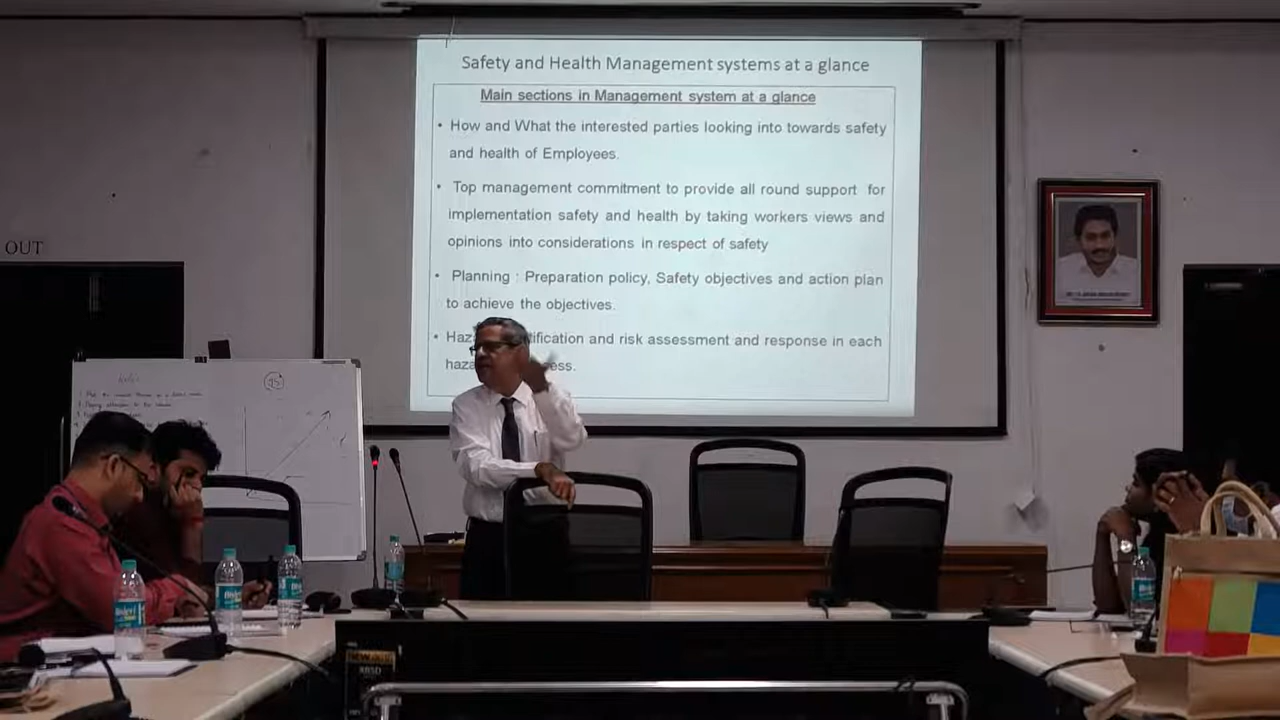 Safety and Health Management systems at a glance
Main sections in Management system at a glance
• How and What the interested parties looking into towards safety
and health of Employees.
• Top management commitment to provide all round support for
implementation safety and health by taking workers views and
opinions into considerations in respect of safety
• Planning : Preparation policy, Safety objectives and action plan
to achieve the objectives.
• Haz tification and risk assessment and response in each
haza ess.
OUT